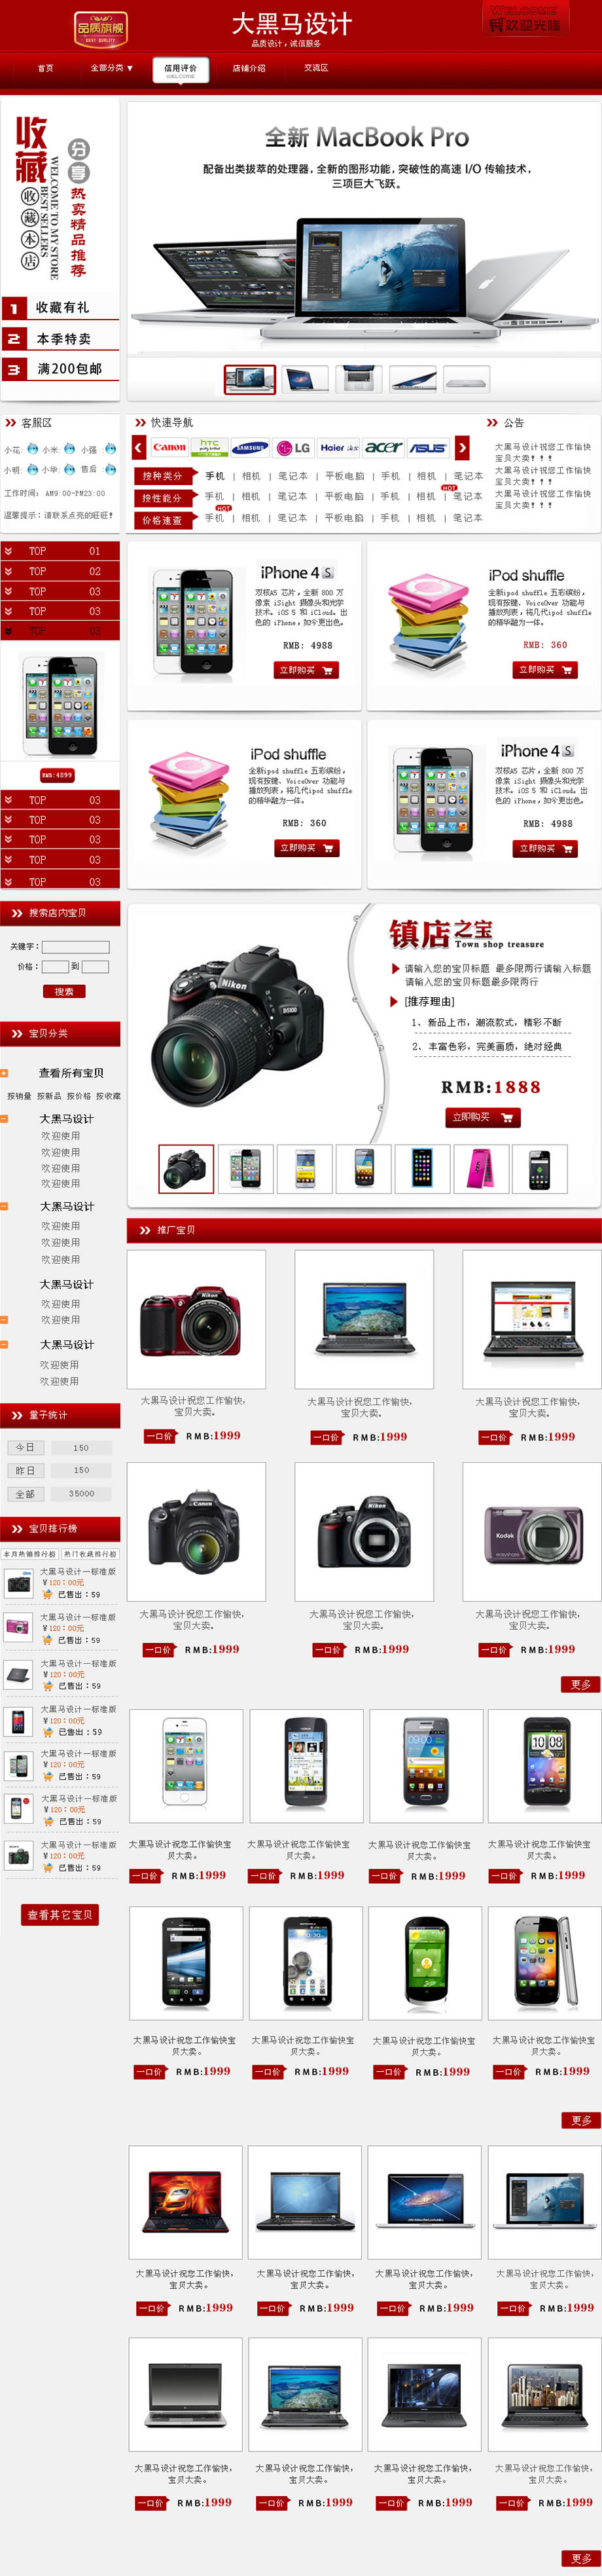 品质旗舰
BEST QUALITY
大黑马设计
品质设计，诚信服务
WELCOME
欢迎光临
首页
全部分类▼
信用评价
WELCOME
店铺介绍
交流区
收藏
收藏本店
WELCOME TO MY STORE
BEST SELLERS
分享
热卖精品推荐
1 收藏有礼
2 本季特卖
3 满200包邮
全新 MacBook Pro
配备出类拔萃的处理器，全新的图形功能，突破性的高速 I/O 传输技术，
三项巨大飞跃。
客服区
小花: 小米: 小强 :
小明: 小华: 售后 :
工作时间: AM9:00-PM23:00
温馨提示：请联系点亮的旺旺！
快速导航
Canon hTC SAMSUNG LG Haier 海尔 acer ASUS
按种类分 手机 | 相机 | 笔记本 | 平板电脑 | 手机 | 相机 | 笔记本
HOT
按性能分 手机 | 相机 | 笔记本 | 平板电脑 | 手机 | 相机 | 笔记本
HOT
价格速查 手机 | 相机 | 笔记本 | 平板电脑 | 手机 | 相机 | 笔记本
公告
大黑马设计祝您工作愉快
宝贝大卖！！！
大黑马设计祝您工作愉快
宝贝大卖！！！
大黑马设计祝您工作愉快
宝贝大卖！！！
TOP 01
TOP 02
TOP 03
TOP 03
TOP 03
RMB:4899
TOP 03
TOP 03
TOP 03
TOP 03
TOP 03
iPhone 4 S
双核A5 芯片，全新 800 万
像素 iSight 摄像头和光学
技术。iOS 5 和 iCloud。出
色的 iPhone，如今更出色。
RMB: 4988
立即购买
iPod shuffle
全新ipod shuffle 五彩缤纷，
现有按键、VoiceOver 功能与
播放列表，将几代ipod shuffle
的精华融为一体。
RMB: 360
立即购买
iPod shuffle
全新ipod shuffle 五彩缤纷，
现有按键、VoiceOver 功能与
播放列表，将几代ipod shuffle
的精华融为一体。
RMB: 360
立即购买
iPhone 4 S
双核A5 芯片，全新 800 万
像素 iSight 摄像头和光学
技术。iOS 5 和 iCloud。出
色的 iPhone，如今更出色。
RMB: 4988
立即购买
搜索店内宝贝
关键字：
价格： 到
搜索
宝贝分类
查看所有宝贝
按销量 按新品 按价格 按收藏
大黑马设计
欢迎使用
欢迎使用
欢迎使用
欢迎使用
大黑马设计
欢迎使用
欢迎使用
欢迎使用
大黑马设计
欢迎使用
欢迎使用
大黑马设计
欢迎使用
欢迎使用
量子统计
今日 150
昨日 150
全部 35000
宝贝排行榜
本月热销排行榜 热门收藏排行榜
大黑马设计一标准版
¥120：00元
已售出：59
大黑马设计一标准版
¥120：00元
已售出：59
大黑马设计一标准版
¥120：00元
已售出：59
大黑马设计一标准版
¥120：00元
已售出：59
大黑马设计一标准版
¥120：00元
已售出：59
大黑马设计一标准版
¥120：00元
已售出：59
大黑马设计一标准版
¥120：00元
已售出：59
查看其它宝贝
Nikon
D5100
镇店之宝
Town shop treasure
请输入您的宝贝标题 最多限两行请输入标题
请输入您的宝贝标题最多限两行
[推荐理由]
1、新品上市，潮流款式，精彩不断
2、丰富色彩，完美画质，绝对经典
RMB:1888
立即购买
推广宝贝
大黑马设计祝您工作愉快，
宝贝大卖。
一口价 RMB:1999
大黑马设计祝您工作愉快，
宝贝大卖。
一口价 RMB:1999
大黑马设计祝您工作愉快，
宝贝大卖。
一口价 RMB:1999
Canon
Nikon
Kodak
大黑马设计祝您工作愉快，
宝贝大卖。
一口价 RMB:1999
大黑马设计祝您工作愉快，
宝贝大卖。
一口价 RMB:1999
大黑马设计祝您工作愉快，
宝贝大卖。
一口价 RMB:1999
更多
大黑马设计祝您工作愉快宝
贝大卖。
一口价 RMB:1999
大黑马设计祝您工作愉快宝
贝大卖。
一口价 RMB:1999
大黑马设计祝您工作愉快宝
贝大卖。
一口价 RMB:1999
大黑马设计祝您工作愉快宝
贝大卖。
一口价 RMB:1999
大黑马设计祝您工作愉快宝
贝大卖。
一口价 RMB:1999
大黑马设计祝您工作愉快宝
贝大卖。
一口价 RMB:1999
大黑马设计祝您工作愉快宝
贝大卖。
一口价 RMB:1999
大黑马设计祝您工作愉快宝
贝大卖。
一口价 RMB:1999
更多
大黑马设计祝您工作愉快，
宝贝大卖。
一口价 RMB:1999
大黑马设计祝您工作愉快，
宝贝大卖。
一口价 RMB:1999
大黑马设计祝您工作愉快，
宝贝大卖。
一口价 RMB:1999
大黑马设计祝您工作愉快，
宝贝大卖。
一口价 RMB:1999
大黑马设计祝您工作愉快，
宝贝大卖。
一口价 RMB:1999
大黑马设计祝您工作愉快，
宝贝大卖。
一口价 RMB:1999
大黑马设计祝您工作愉快，
宝贝大卖。
一口价 RMB:1999
大黑马设计祝您工作愉快，
宝贝大卖。
一口价 RMB:1999
更多